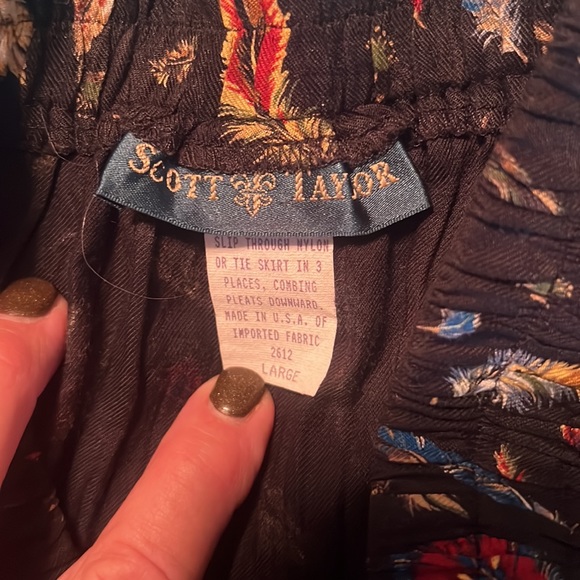 SCOTT TAYLOR
SLIP THROUGH NYLON
OR TIE SKIRT IN 3
PLACES, COMBING
PLEATS DOWNWARD.
MADE IN U.S.A. OF
IMPORTED FABRIC
2612
LARGE